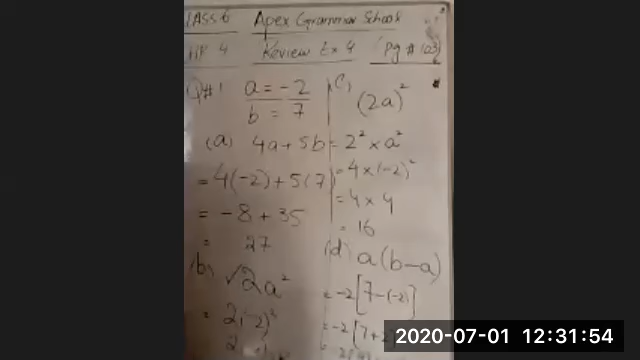 CLASS 6 Apex Grammar School
Review Ex 4 Pg # 103
Q#1 a = -2
b = 7
(a) 4a + 5b
= 4(-2) + 5(7)
= -8 + 35
= 27
(b) √2a²
= 2(-2)²
(c)
(2a)²
= 2² × a²
= 4 × (-2)²
= 4 × 4
= 16
(d) a(b-a)
= -2[7-(-2)]
= -2[7+2
2020-07-01 12:31:54